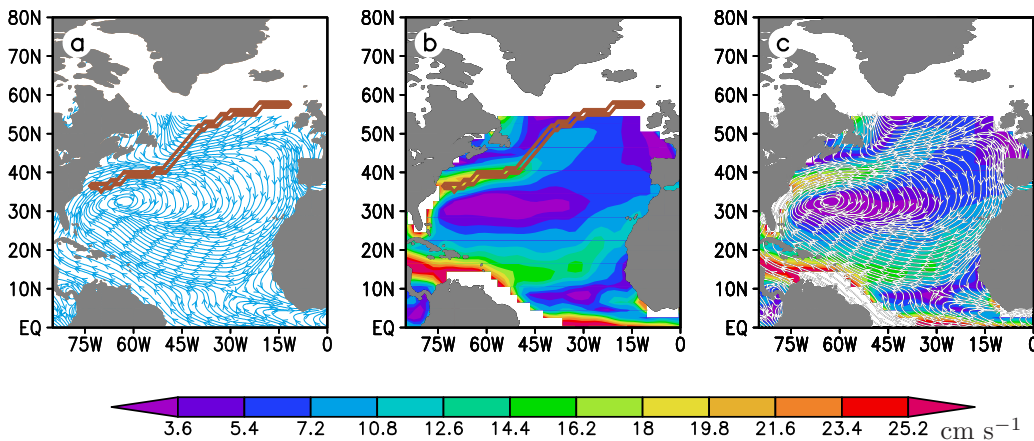 a
80N
70N
60N
50N
40N
30N
20N
10N
EQ
75W 60W 45W 30W 15W 0
b
80N
70N
60N
50N
40N
30N
20N
10N
EQ
75W 60W 45W 30W 15W 0
c
80N
70N
60N
50N
40N
30N
20N
10N
EQ
75W 60W 45W 30W 15W 0
3.6 5.4 7.2 10.8 12.6 14.4 16.2 18 19.8 21.6 23.4 25.2 cm s⁻¹